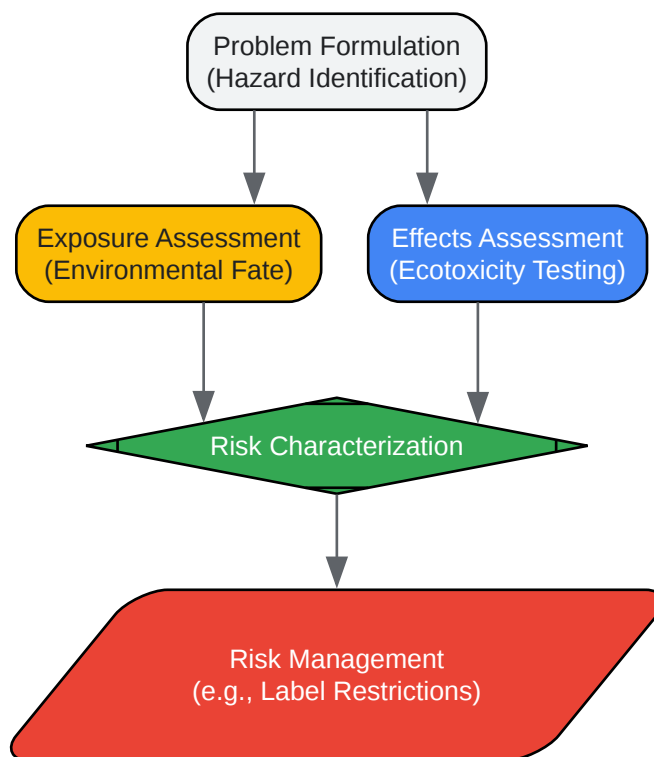 Problem Formulation
(Hazard Identification)
Exposure Assessment
(Environmental Fate)
Effects Assessment
(Ecotoxicity Testing)
Risk Characterization
Risk Management
(e.g., Label Restrictions)